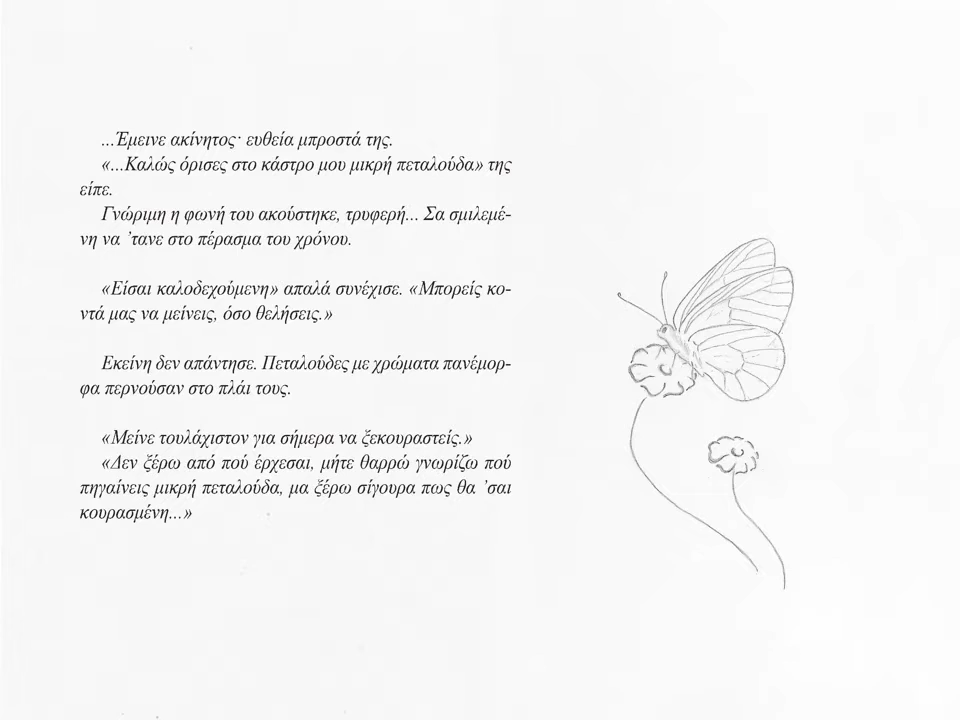 ...Έμεινε ακίνητος· ευθεία μπροστά της.
«...Καλώς όρισες στο κάστρο μου μικρή πεταλούδα» της
είπε.
Γνώριμη η φωνή του ακούστηκε, τρυφερή... Σα σμιλεμέ-
νη να ’τανε στο πέρασμα του χρόνου.
«Είσαι καλοδεχούμενη» απαλά συνέχισε. «Μπορείς κο-
ντά μας να μείνεις, όσο θελήσεις.»
Εκείνη δεν απάντησε. Πεταλούδες με χρώματα πανέμορ-
φα περνούσαν στο πλάι τους.
«Μείνε τουλάχιστον για σήμερα να ξεκουραστείς.»
«Δεν ξέρω από πού έρχεσαι, μήτε θαρρώ γνωρίζω πού
πηγαίνεις μικρή πεταλούδα, μα ξέρω σίγουρα πως θα ’σαι
κουρασμένη...»